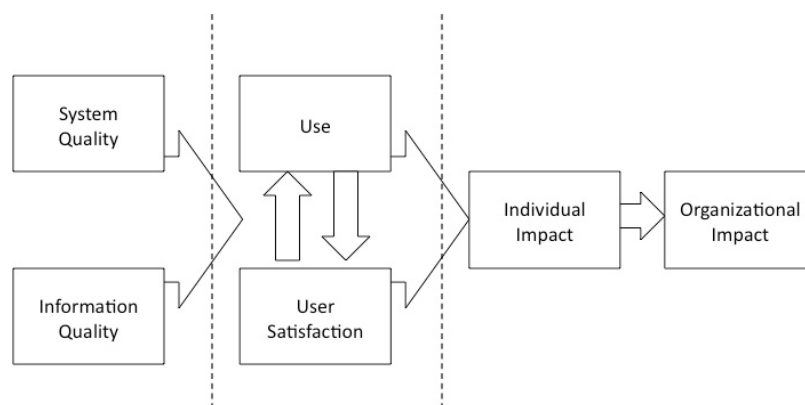 System
Quality
Use
Individual
Impact
Organizational
Impact
Information
Quality
User
Satisfaction